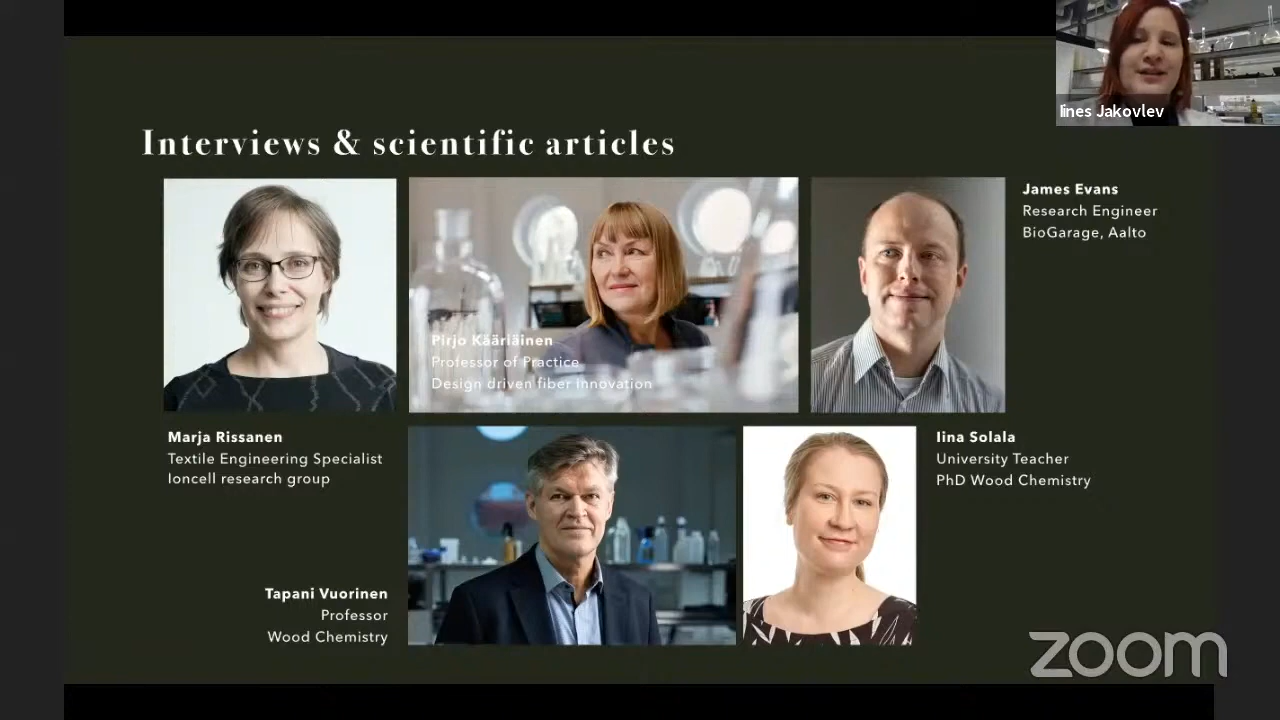 Iines Jakovlev
Interviews & scientific articles
James Evans
Research Engineer
BioGarage, Aalto
Pirjo Kääriäinen
Professor of Practice
Design driven fiber innovation
Marja Rissanen
Textile Engineering Specialist
Ioncell research group
Iina Solala
University Teacher
PhD Wood Chemistry
Tapani Vuorinen
Professor
Wood Chemistry
zoom